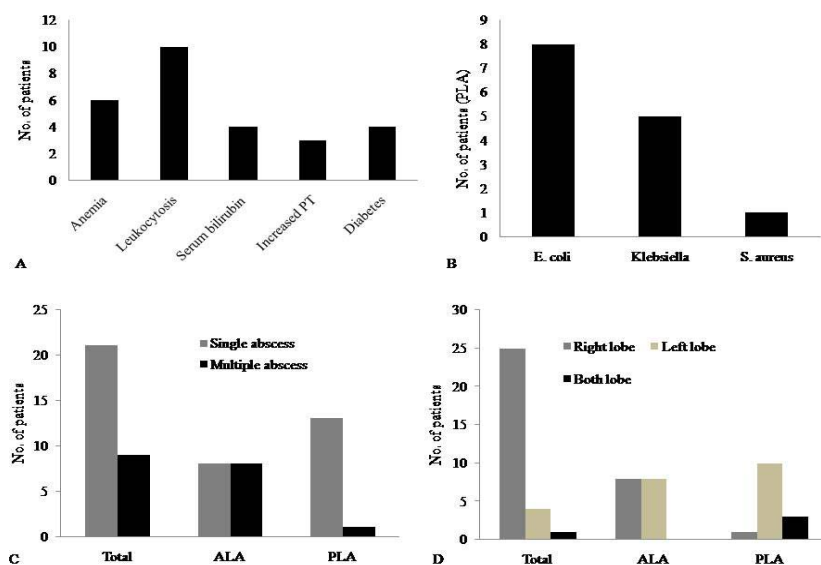 No. of patients
12
10
8
6
4
2
0
Anemia
Leukocytosis
Serum bilirubin
Increased PT
Diabetes
A
No. of patients (PLA)
9
8
7
6
5
4
3
2
1
0
E. coli Klebsiella S. aureus
B
No. of patients
25
20
15
10
5
0
Single abscess
Multiple abscess
Total ALA PLA
C
No. of patients
30
25
20
15
10
5
0
Right lobe Left lobe
Both lobe
Total ALA PLA
D